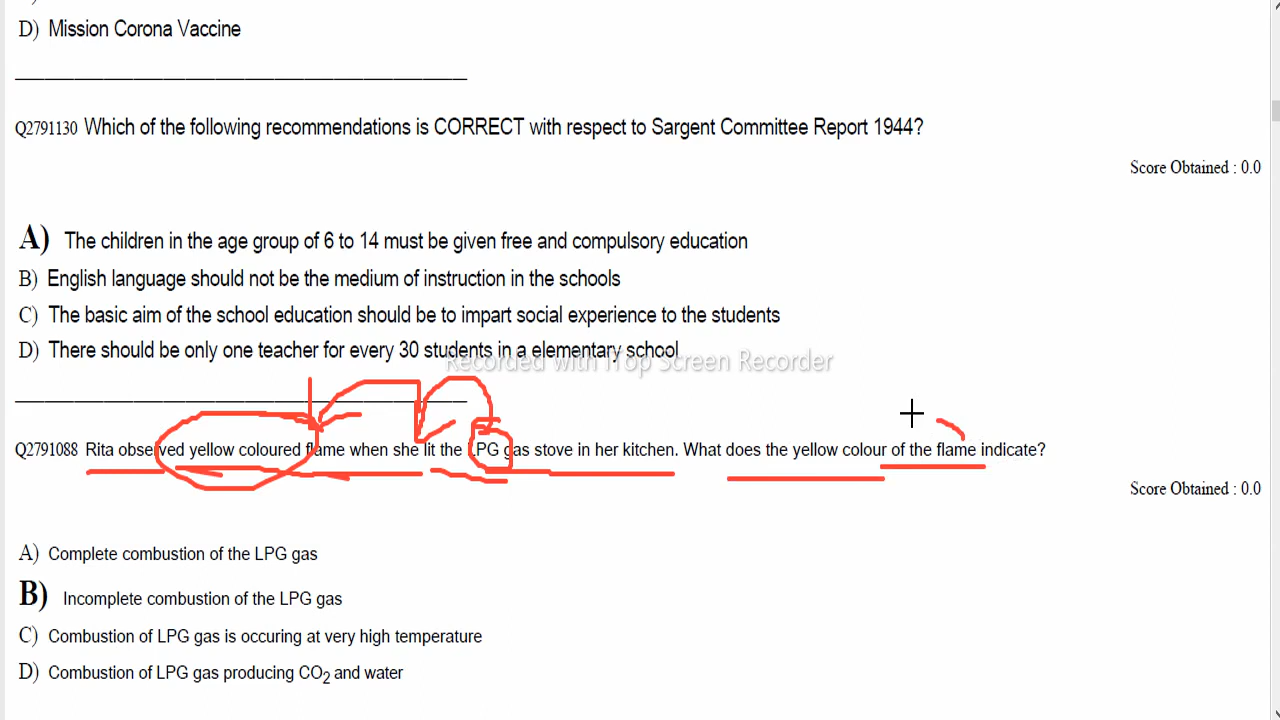 D) Mission Corona Vaccine
Q2791130 Which of the following recommendations is CORRECT with respect to Sargent Committee Report 1944?
Score Obtained : 0.0
A) The children in the age group of 6 to 14 must be given free and compulsory education
B) English language should not be the medium of instruction in the schools
C) The basic aim of the school education should be to impart social experience to the students
D) There should be only one teacher for every 30 students in a elementary school
Recorded with iTop Screen Recorder
Q2791088 Rita observed yellow coloured flame when she lit the LPG gas stove in her kitchen. What does the yellow colour of the flame indicate?
Score Obtained : 0.0
A) Complete combustion of the LPG gas
B) Incomplete combustion of the LPG gas
C) Combustion of LPG gas is occuring at very high temperature
D) Combustion of LPG gas producing CO2 and water